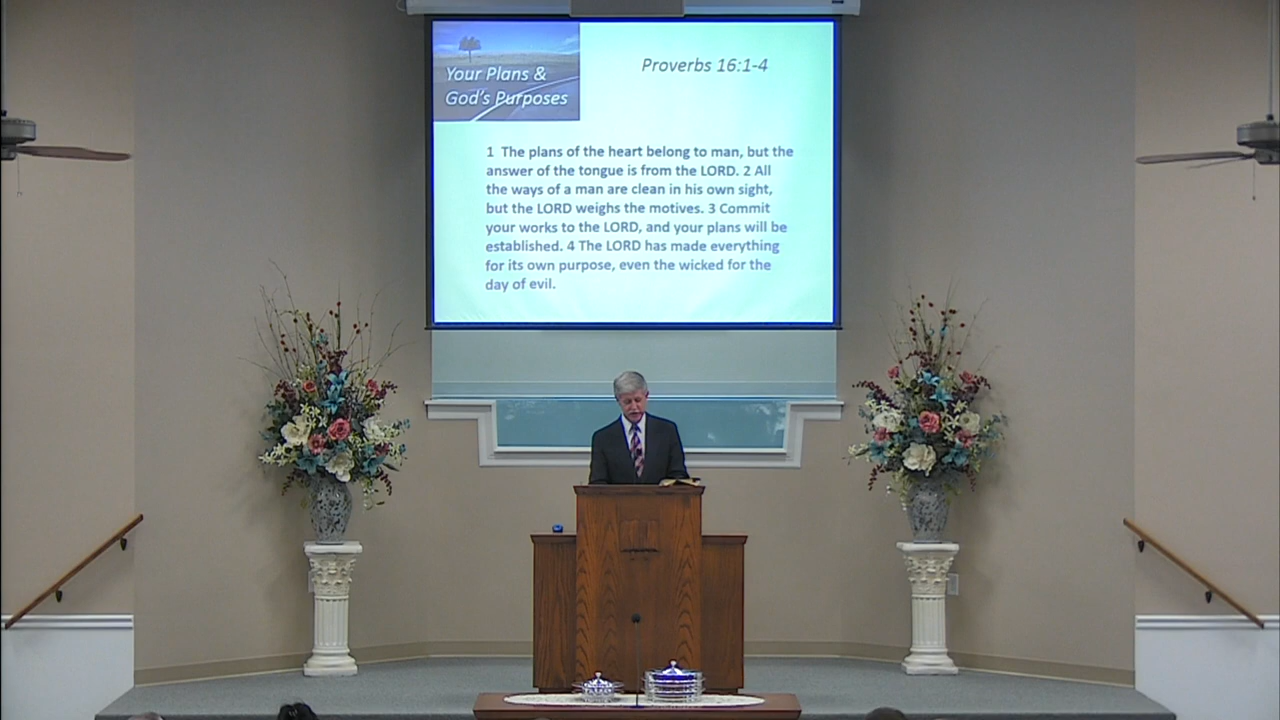 Your Plans &
God's Purposes
Proverbs 16:1-4
1 The plans of the heart belong to man, but the
answer of the tongue is from the LORD. 2 All
the ways of a man are clean in his own sight,
but the LORD weighs the motives. 3 Commit
your works to the LORD, and your plans will be
established. 4 The LORD has made everything
for its own purpose, even the wicked for the
day of evil.